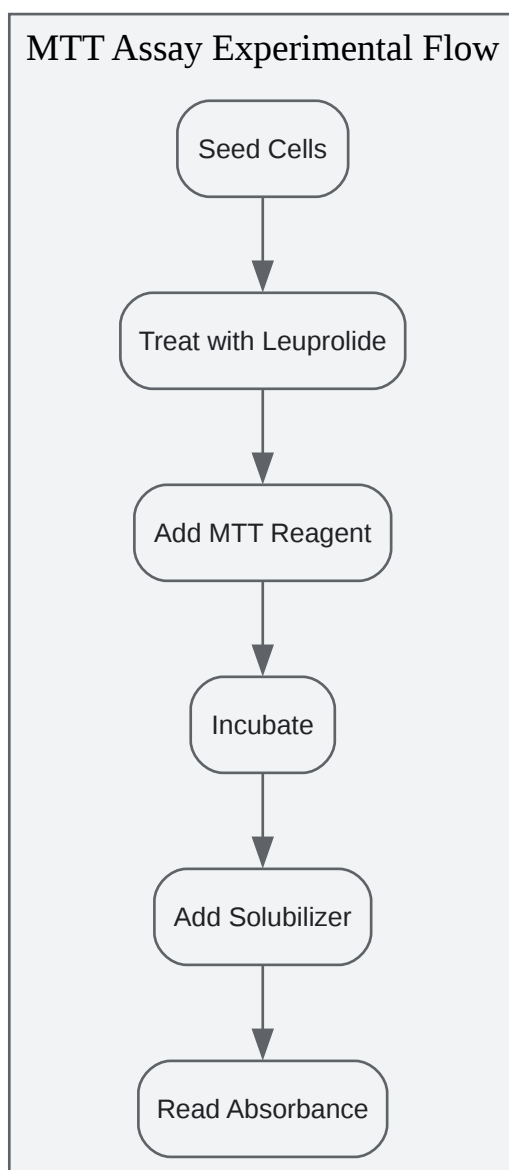 MTT Assay Experimental Flow
Seed Cells
Treat with Leuprolide
Add MTT Reagent
Incubate
Add Solubilizer
Read Absorbance